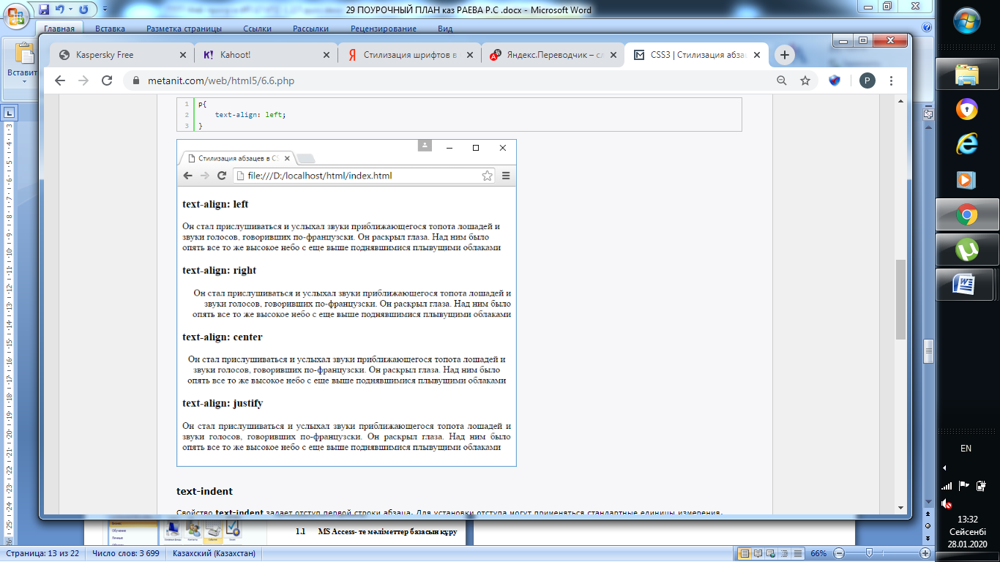 29 ПОУРОЧНЫЙ ПЛАН каз РАЕВА Р.С .docx - Microsoft Word
Главная Вставка Разметка страницы Ссылки Рассылки Рецензирование Вид
Вставит
Kaspersky Free
Kahoot!
Стилизация шрифтов в
Яндекс.Переводчик – сл
CSS3 | Стилизация абза
metanit.com/web/html5/6.6.php
P
1 p{
2 text-align: left;
3 }
Стилизация абзацев в CS
file:///D:/localhost/html/index.html
text-align: left
Он стал прислушиваться и услыхал звуки приближающегося топота лошадей и
звуки голосов, говоривших по-французски. Он раскрыл глаза. Над ним было
опять все то же высокое небо с еще выше поднявшимися плывущими облаками
text-align: right
Он стал прислушиваться и услыхал звуки приближающегося топота лошадей и
звуки голосов, говоривших по-французски. Он раскрыл глаза. Над ним было
опять все то же высокое небо с еще выше поднявшимися плывущими облаками
text-align: center
Он стал прислушиваться и услыхал звуки приближающегося топота лошадей и
звуки голосов, говоривших по-французски. Он раскрыл глаза. Над ним было
опять все то же высокое небо с еще выше поднявшимися плывущими облаками
text-align: justify
Он стал прислушиваться и услыхал звуки приближающегося топота лошадей и
звуки голосов, говоривших по-французски. Он раскрыл глаза. Над ним было
опять все то же высокое небо с еще выше поднявшимися плывущими облаками
text-indent
Свойство text-indent задает отступ первой строки абзаца. Для установки отступа могут применяться стандартные единицы измерения,
1.1 MS Access- те мәліметтер базасын құру
Страница: 13 из 22 Число слов: 3 699 Казахский (Казахстан) 66%
EN
13:32
Сейсенбі
28.01.2020